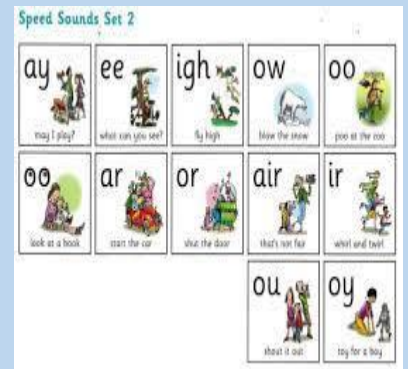 Speed Sounds Set 2
ay ee igh ow oo
may I play? what can you see? fly high blow the snow poo at the zoo
oo ar or air ir
look at a book start the car shut the door that's not fair whirl and twirl
ou oy
shout it out toy for a boy